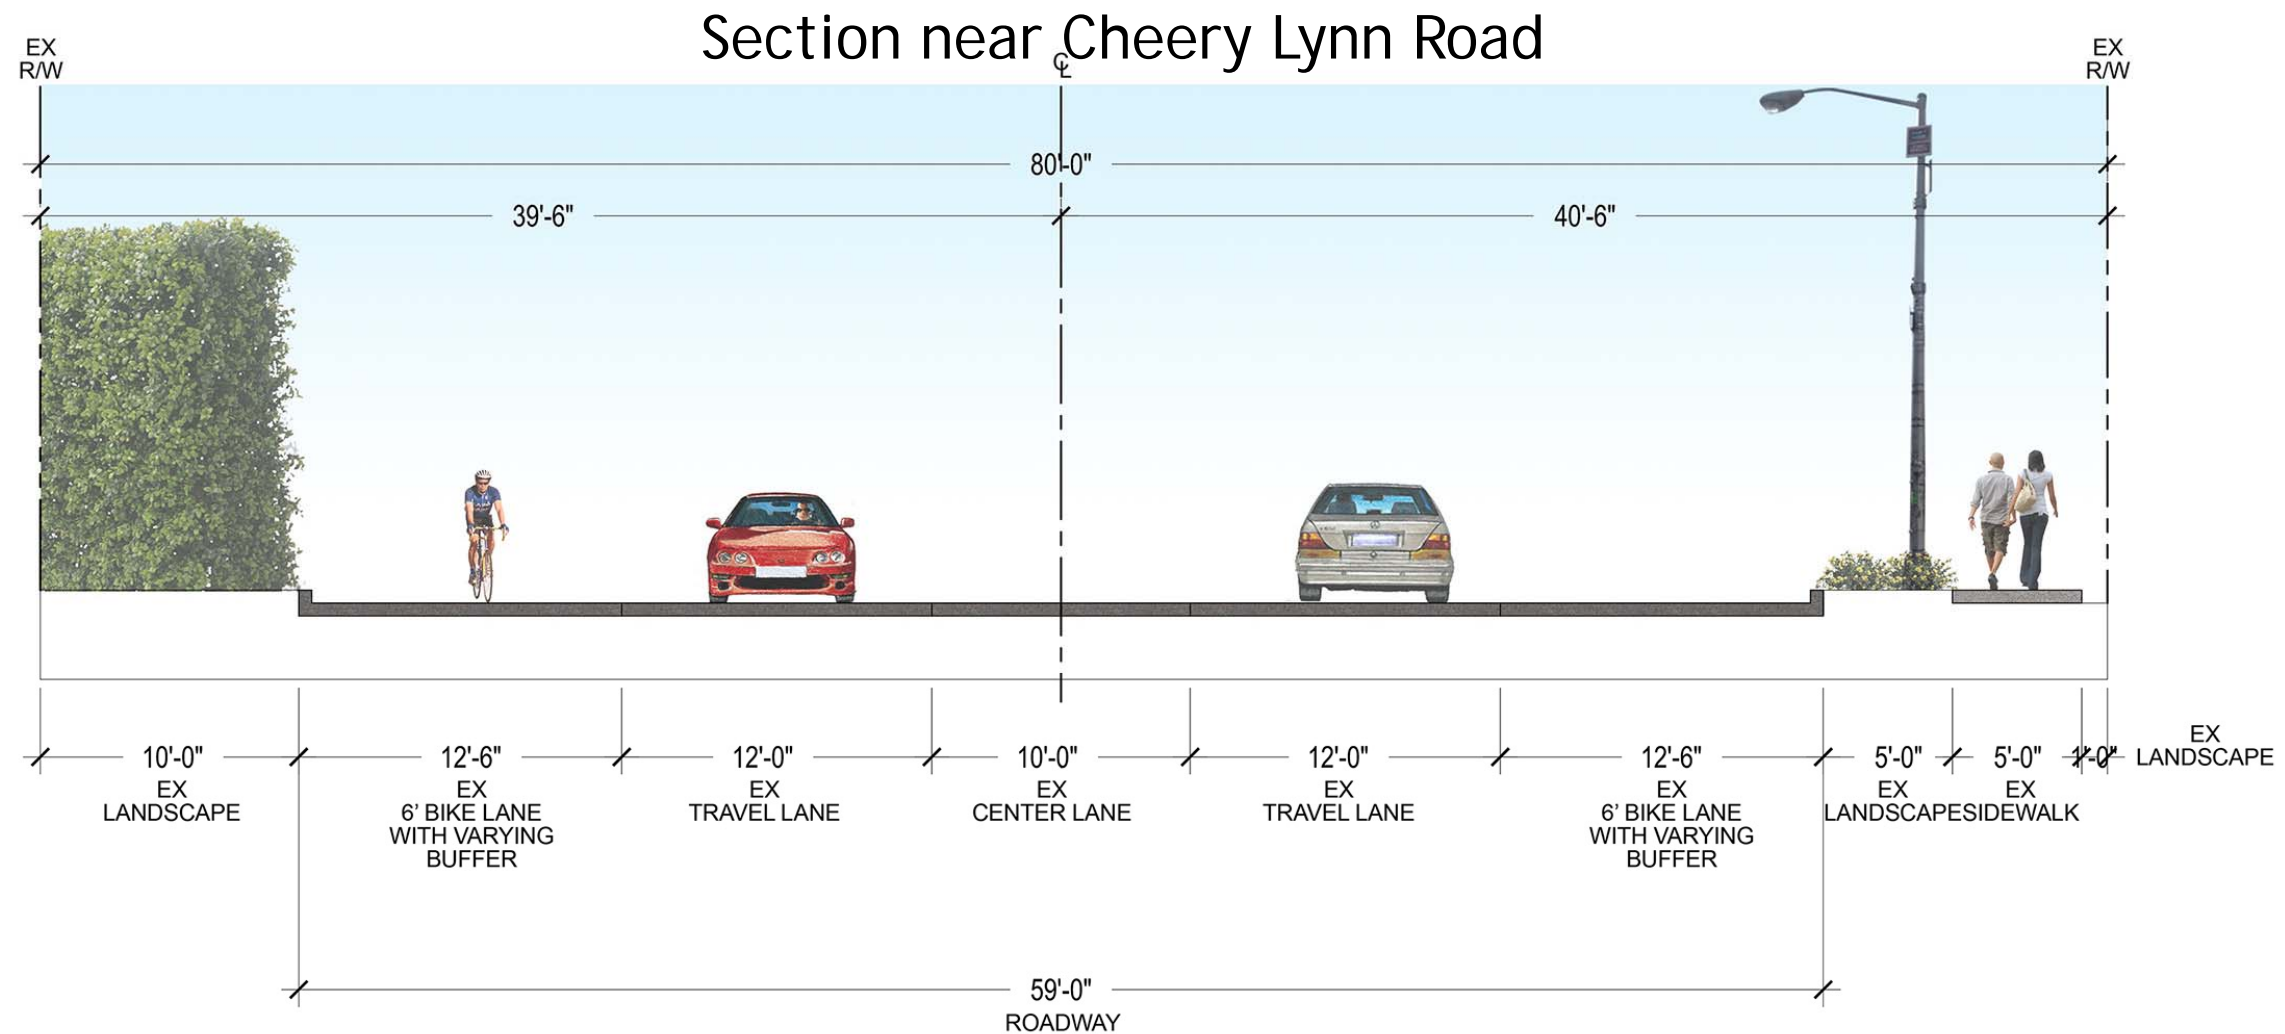 Section near Cheery Lynn Road
EX
R/W
℄
EX
R/W
80'-0"
39'-6"
40'-6"
10'-0"
EX
LANDSCAPE
12'-6"
EX
6' BIKE LANE
WITH VARYING
BUFFER
12'-0"
EX
TRAVEL LANE
10'-0"
EX
CENTER LANE
12'-0"
EX
TRAVEL LANE
12'-6"
EX
6' BIKE LANE
WITH VARYING
BUFFER
5'-0"
EX
LANDSCAPE
5'-0"
EX
SIDEWALK
1'-0"
EX
LANDSCAPE
59'-0"
ROADWAY